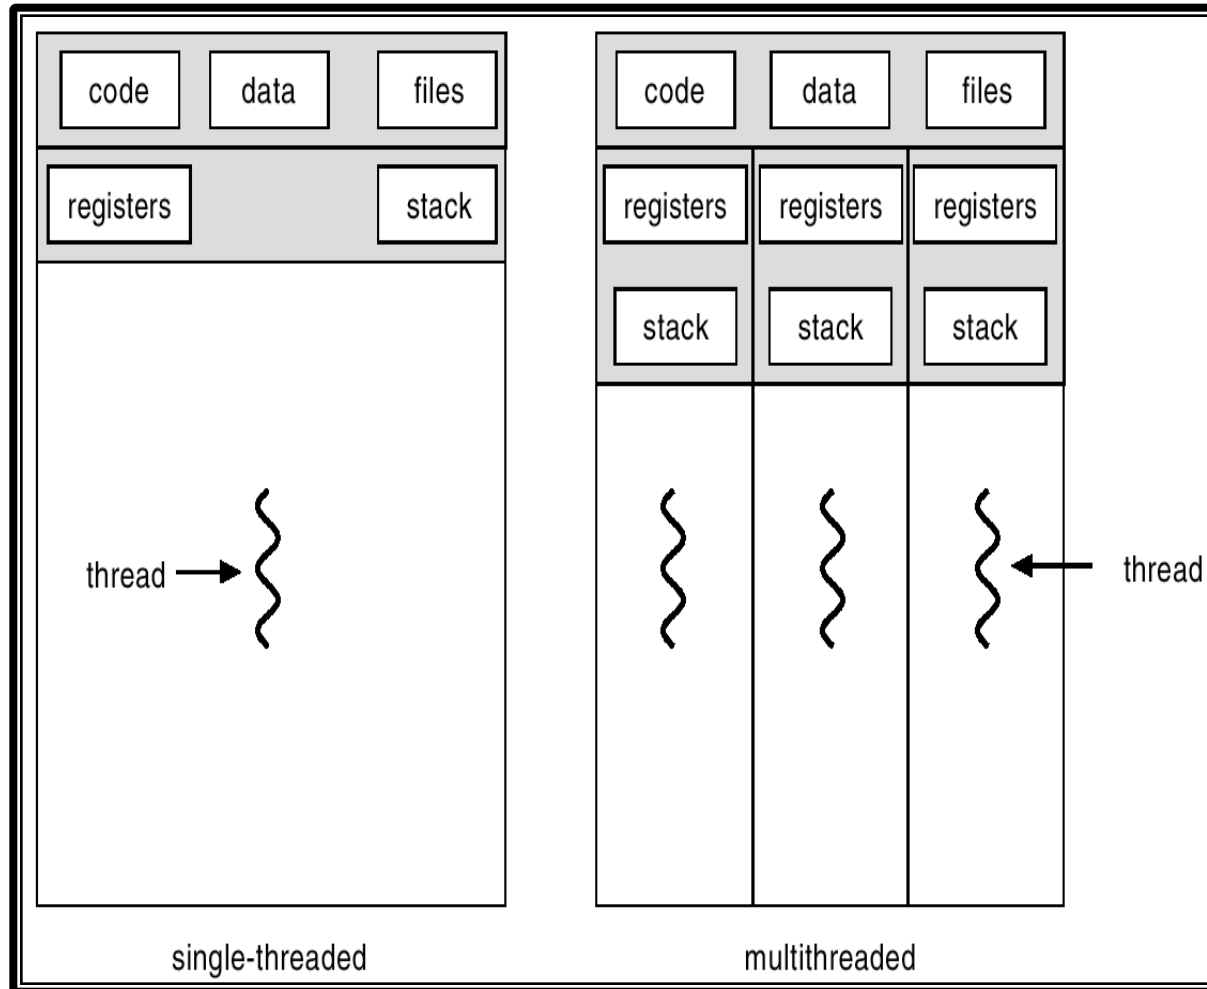 code data files code data files
registers stack registers registers registers
stack stack stack
thread thread
single-threaded multithreaded